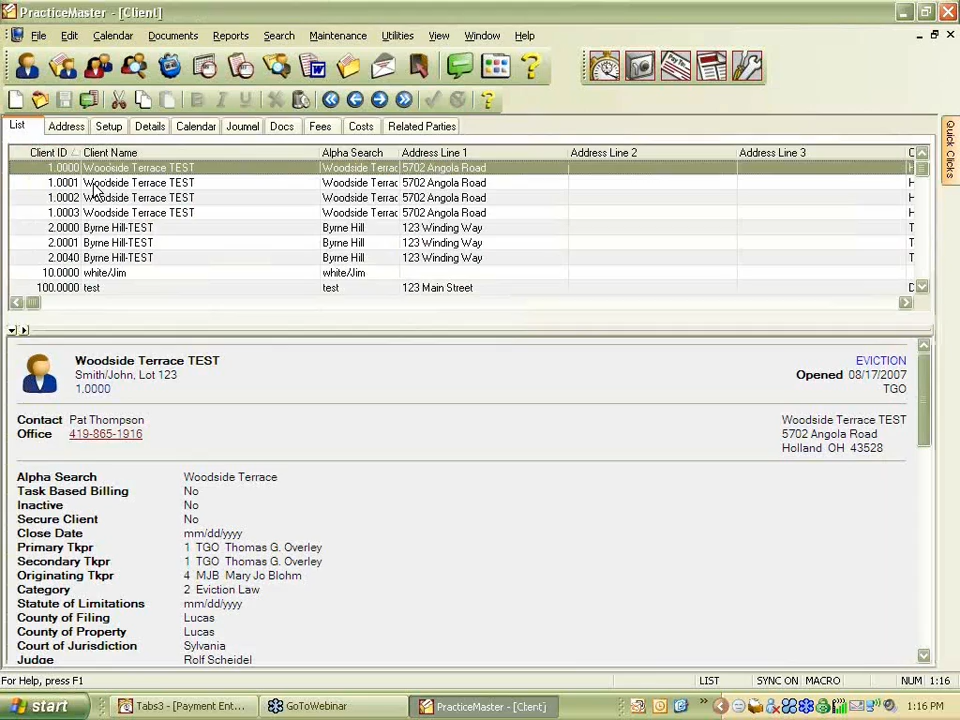 PracticeMaster - [Client]
File Edit Calendar Documents Reports Search Maintenance Utilities View Window Help
List Address Setup Details Calendar Journal Docs Fees Costs Related Parties
Quick Clicks
Client ID Client Name Alpha Search Address Line 1 Address Line 2 Address Line 3
1.0000 Woodside Terrace TEST Woodside Terrac 5702 Angola Road
1.0001 Woodside Terrace TEST Woodside Terrac 5702 Angola Road H
1.0002 Woodside Terrace TEST Woodside Terrac 5702 Angola Road H
1.0003 Woodside Terrace TEST Woodside Terrac 5702 Angola Road H
2.0000 Byrne Hill-TEST Byrne Hill 123 Winding Way T
2.0001 Byrne Hill-TEST Byrne Hill 123 Winding Way T
2.0040 Byrne Hill-TEST Byrne Hill 123 Winding Way T
10.0000 white/Jim white/Jim
100.0000 test test 123 Main Street
Woodside Terrace TEST EVICTION
Smith/John, Lot 123 Opened 08/17/2007
1.0000 TGO
Contact Pat Thompson Woodside Terrace TEST
Office 419-865-1916 5702 Angola Road
Holland OH 43528
Alpha Search Woodside Terrace
Task Based Billing No
Inactive No
Secure Client No
Close Date mm/dd/yyyy
Primary Tkpr 1 TGO Thomas G. Overley
Secondary Tkpr 1 TGO Thomas G. Overley
Originating Tkpr 4 MJB Mary Jo Blohm
Category 2 Eviction Law
Statute of Limitations mm/dd/yyyy
County of Filing Lucas
County of Property Lucas
Court of Jurisdiction Sylvania
Judge Rolf Scheidel
For Help, press F1 LIST SYNC ON MACRO NUM 1:16
start Tabs3 - [Payment Ent... GoToWebinar PracticeMaster - [Client] 1:16 PM